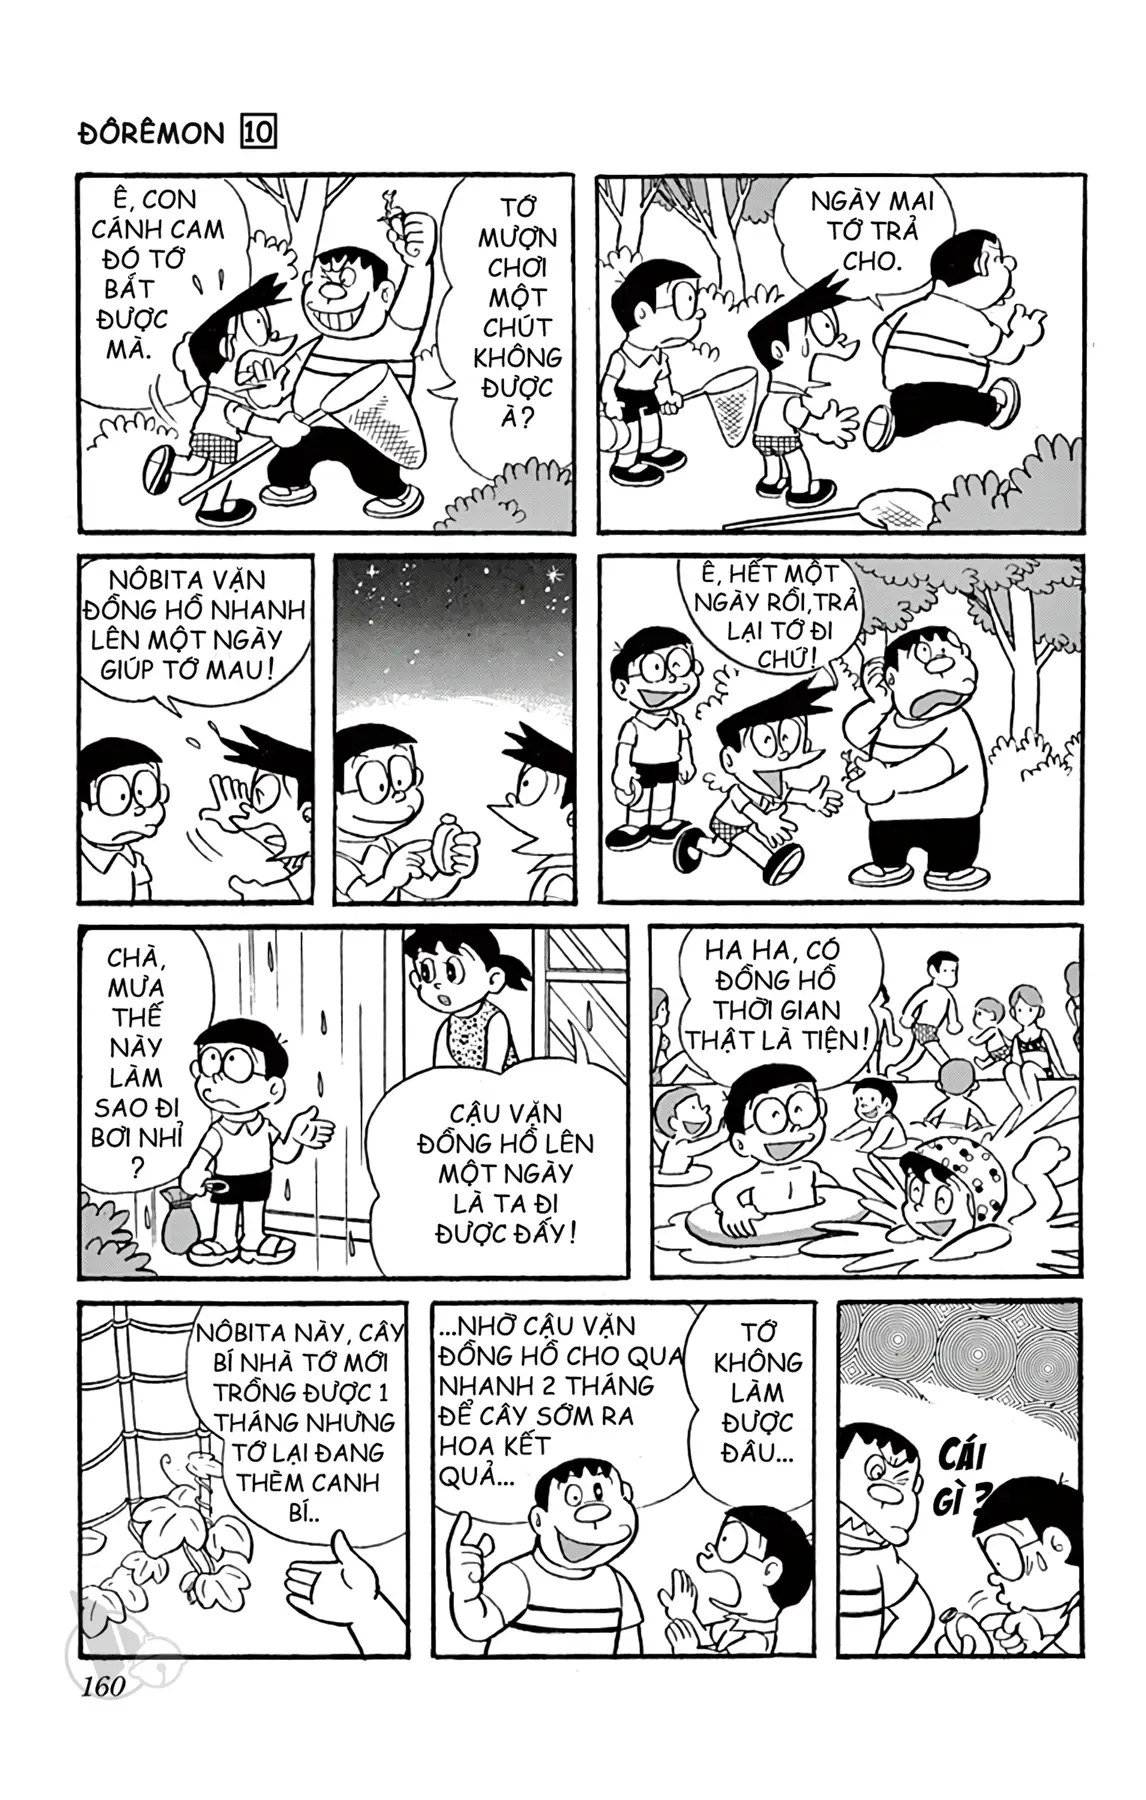 ĐÔRÊMON 10
Ê, CON
CÁNH CAM
ĐÓ TỚ
BẮT
ĐƯỢC
MÀ.
TỚ
MƯỢN
CHƠI
MỘT
CHÚT
KHÔNG
ĐƯỢC
À?
NGÀY MAI
TỚ TRẢ
CHO.
NÔBITA VẶN
ĐỒNG HỒ NHANH
LÊN MỘT NGÀY
GIÚP TỚ MAU!
Ê, HẾT MỘT
NGÀY RỒI,TRẢ
LẠI TỚ ĐI
CHỨ!
CHÀ,
MƯA
THẾ
NÀY
LÀM
SAO ĐI
BƠI NHỈ
?
CẬU VẶN
ĐỒNG HỒ LÊN
MỘT NGÀY
LÀ TA ĐI
ĐƯỢC ĐẤY!
HA HA, CÓ
ĐỒNG HỒ
THỜI GIAN
THẬT LÀ TIỆN!
NÔBITA NÀY, CÂY
BÍ NHÀ TỚ MỚI
TRỒNG ĐƯỢC 1
THÁNG NHƯNG
TỚ LẠI ĐANG
THÈM CANH
BÍ..
...NHỜ CẬU VẶN
ĐỒNG HỒ CHO QUA
NHANH 2 THÁNG
ĐỂ CÂY SỚM RA
HOA KẾT
QUẢ...
TỚ
KHÔNG
LÀM
ĐƯỢC
ĐÂU...
CÁI
GÌ ?
160